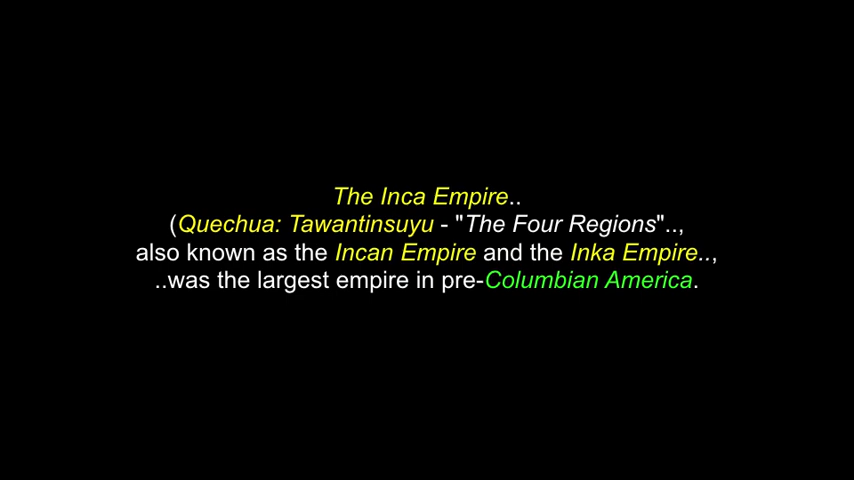 The Inca Empire..
(Quechua: Tawantinsuyu - "The Four Regions"..,
also known as the Incan Empire and the Inka Empire..,
..was the largest empire in pre-Columbian America.